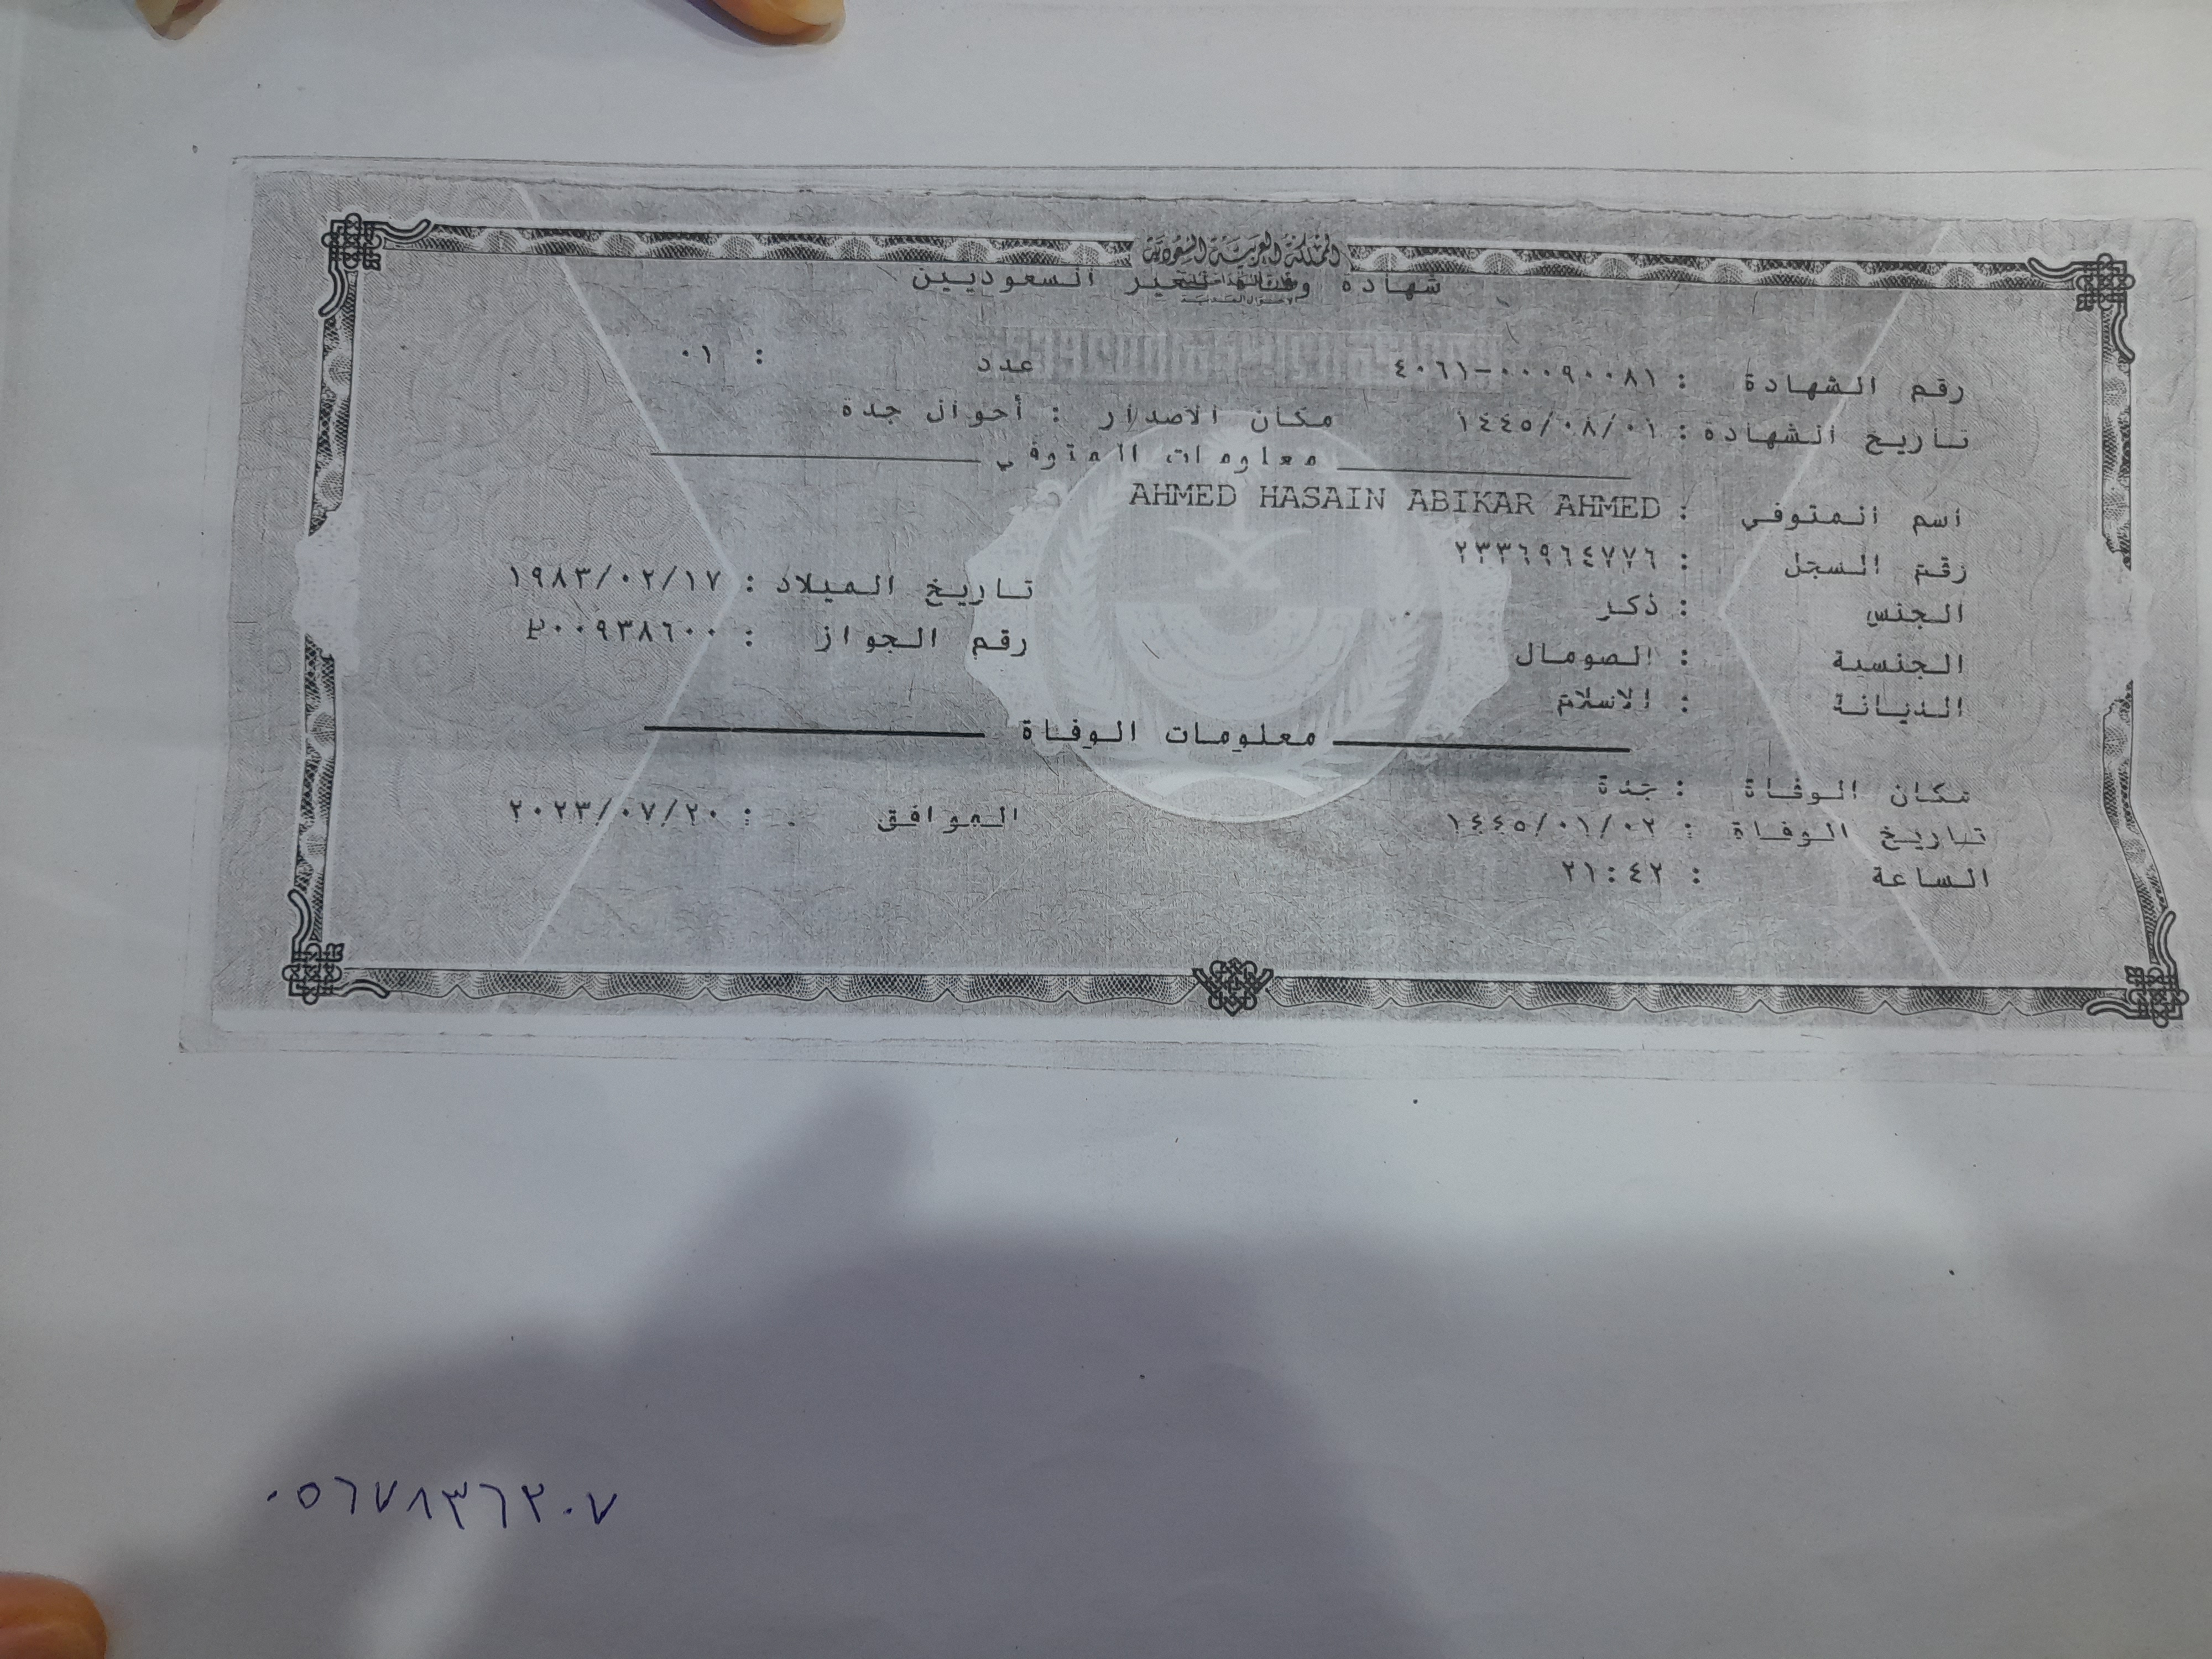 المملكة العربية السعودية
شهادة وفاة لغير السعوديين
رقم الشهادة : ٤٠٦١-٠٠٠٩٠٠٨١ عدد : ٠١
تاريخ الشهادة : ١٤٤٥/٠٨/٠١ مكان الاصدار : أحوال جدة
معلومات المتوفي
اسم المتوفي : AHMED HASAIN ABIKAR AHMED
رقم السجل : ٢٣٣٦٩٦٤٧٧٦ تاريخ الميلاد : ١٩٨٣/٠٢/١٧
الجنس : ذكر رقم الجواز : P٠٠٩٣٨٦٠٠
الجنسية : الصومال
الديانة : الاسلام
معلومات الوفاة
مكان الوفاة : جدة
تاريخ الوفاة : ١٤٤٥/٠١/٠٢ الموافق : ٢٠٢٣/٠٧/٢٠
الساعة : ٢١:٤٢
٠٥٦٧٨٣٦٢٠٧